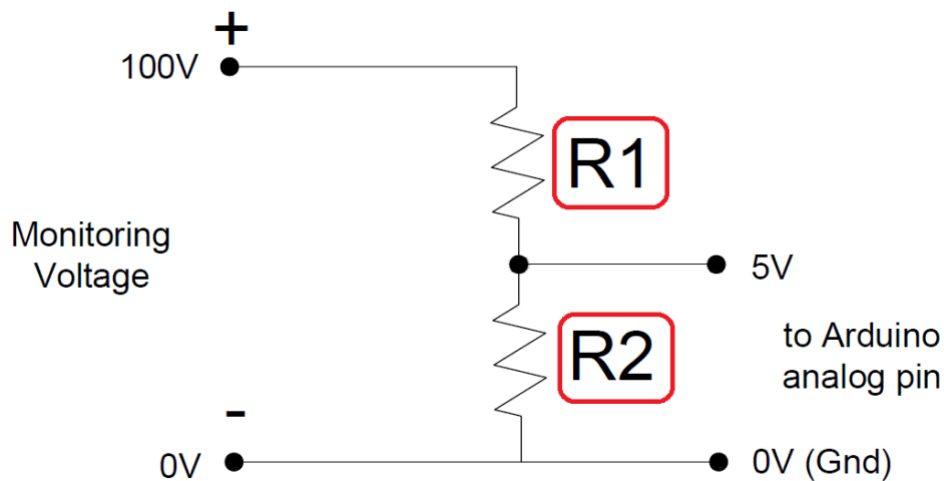 +
100V
R1
Monitoring
Voltage
5V
R2
to Arduino
analog pin
-
0V
0V (Gnd)